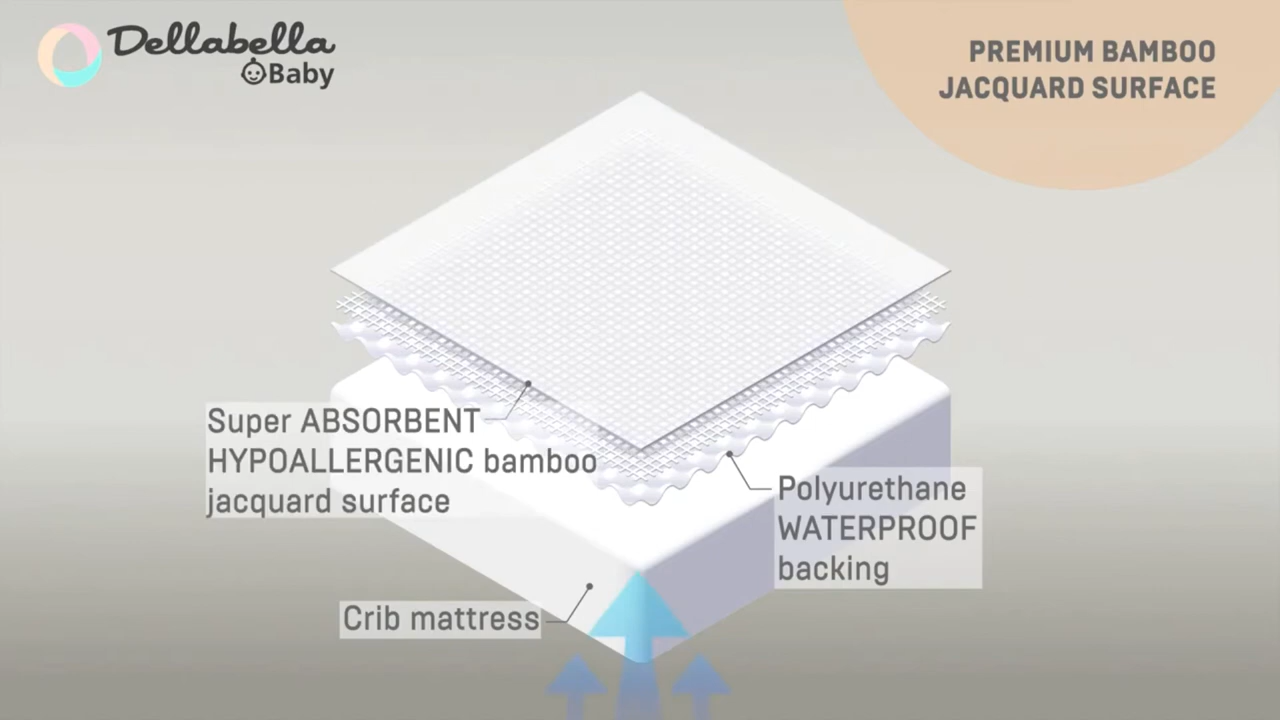 Dellabella
Baby
PREMIUM BAMBOO
JACQUARD SURFACE
Super ABSORBENT
HYPOALLERGENIC bamboo
jacquard surface
Polyurethane
WATERPROOF
backing
Crib mattress